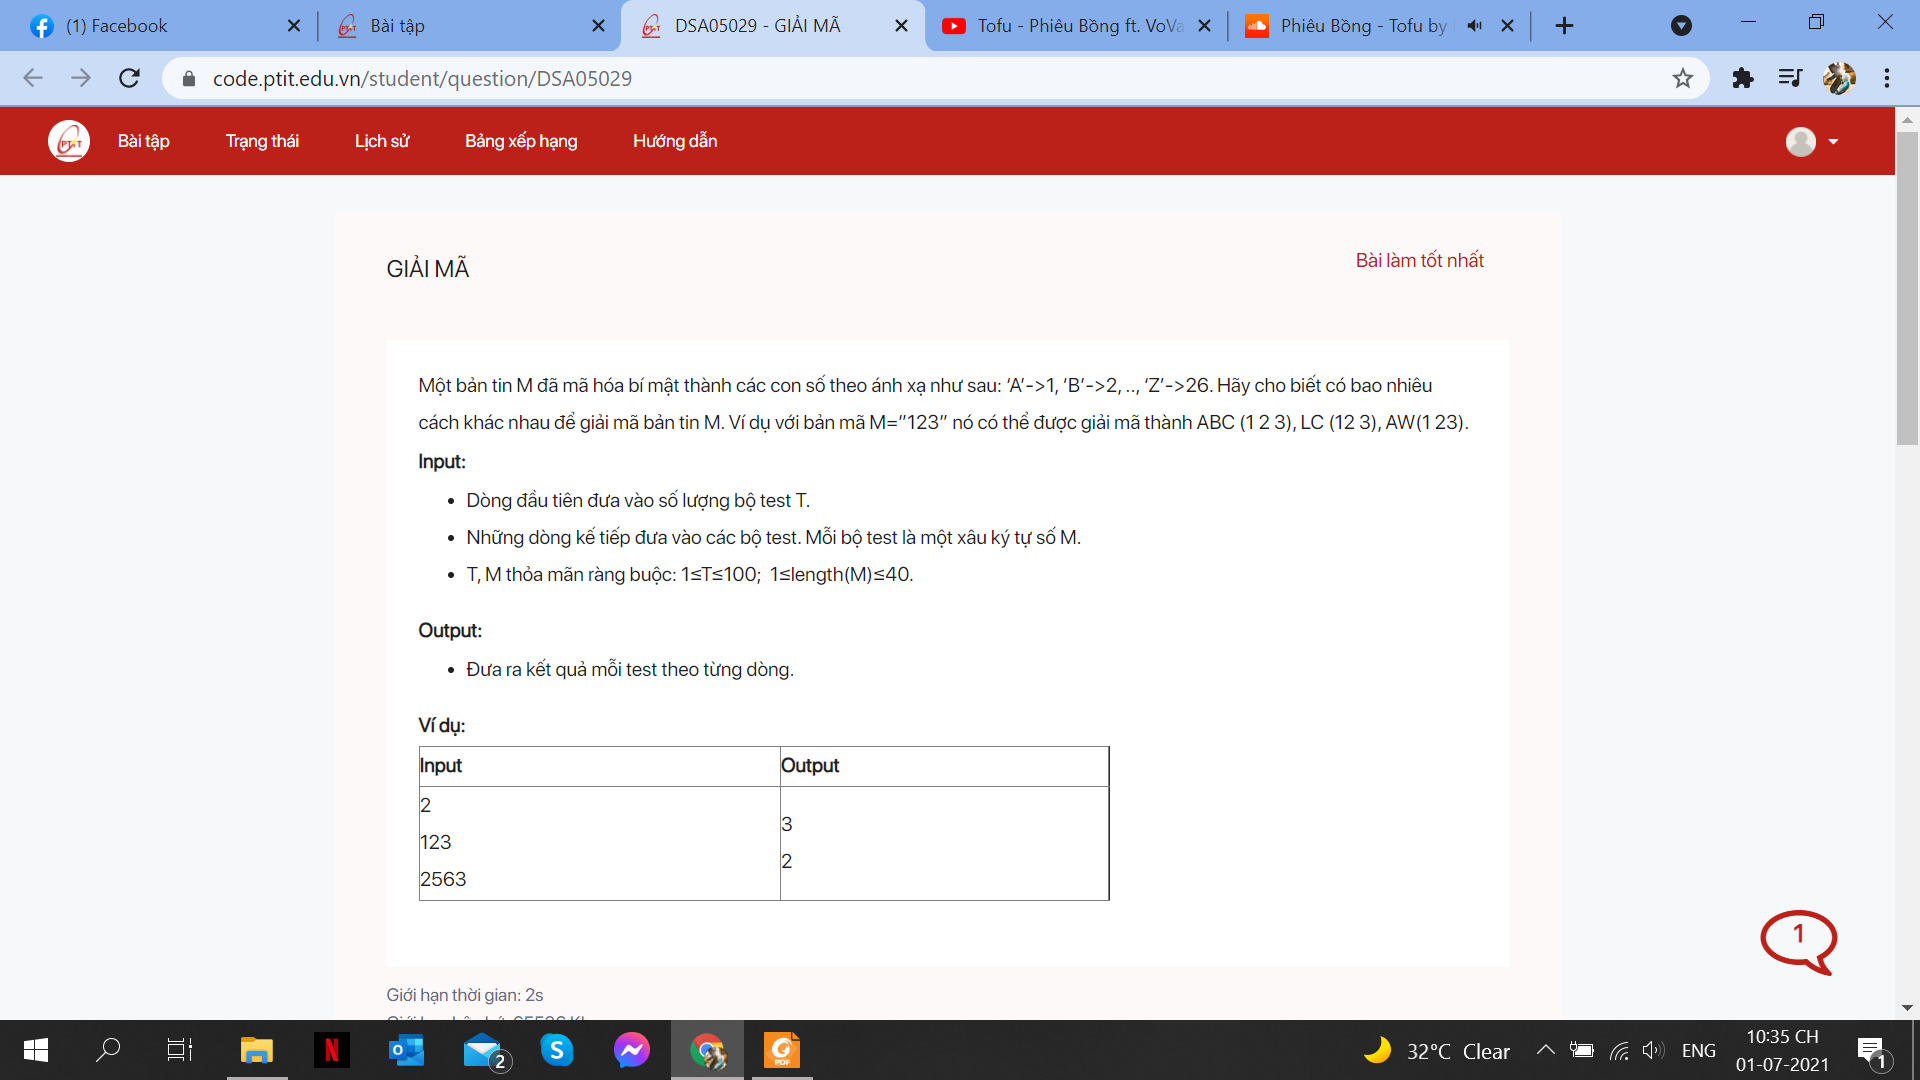 (1) Facebook
Bài tập
DSA05029 - GIẢI MÃ
Tofu - Phiêu Bồng ft. VoVa
Phiêu Bồng - Tofu by
code.ptit.edu.vn/student/question/DSA05029
PTIT
Bài tập
Trạng thái
Lịch sử
Bảng xếp hạng
Hướng dẫn
GIẢI MÃ
Bài làm tốt nhất
Một bản tin M đã mã hóa bí mật thành các con số theo ánh xạ như sau: ‘A’->1, ‘B’->2, .., ‘Z’->26. Hãy cho biết có bao nhiêu
cách khác nhau để giải mã bản tin M. Ví dụ với bản mã M=”123” nó có thể được giải mã thành ABC (1 2 3), LC (12 3), AW(1 23).
Input:
• Dòng đầu tiên đưa vào số lượng bộ test T.
• Những dòng kế tiếp đưa vào các bộ test. Mỗi bộ test là một xâu ký tự số M.
• T, M thỏa mãn ràng buộc: 1≤T≤100;  1≤length(M)≤40.
Output:
• Đưa ra kết quả mỗi test theo từng dòng.
Ví dụ:
Input
Output
2
123
2563
3
2
1
Giới hạn thời gian: 2s
2
PDF
32°C Clear
ENG
10:35 CH
01-07-2021
1